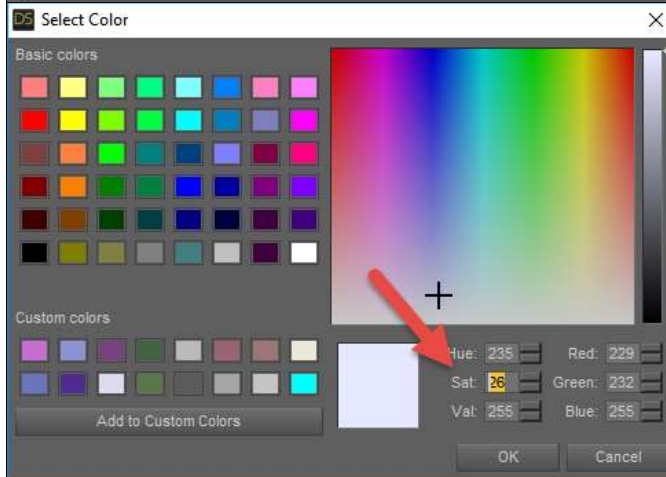 DS Select Color
Basic colors
Custom colors
Add to Custom Colors
Hue: 235 Red: 229
Sat: 26 Green: 232
Val: 255 Blue: 255
OK Cancel